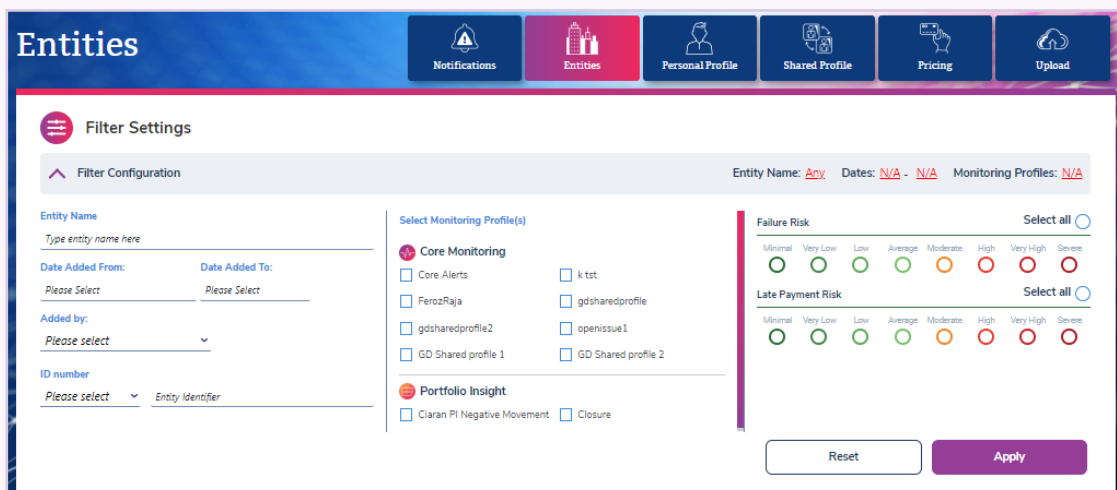 Entities
Notifications
Entities
Personal Profile
Shared Profile
Pricing
Upload
Filter Settings
Filter Configuration
Entity Name: Any Dates: N/A - N/A Monitoring Profiles: N/A
Entity Name
Type entity name here
Date Added From: Date Added To:
Please Select Please Select
Added by:
Please select
ID number
Please select Entity Identifier
Select Monitoring Profile(s)
Core Monitoring
Core Alerts k tst
FerozRaja gdsharedprofile
gdsharedprofile2 openissue1
GD Shared profile 1 GD Shared profile 2
Portfolio Insight
Ciaran PI Negative Movement Closure
Failure Risk Select all
Minimal Very Low Low Average Moderate High Very High Severe
Late Payment Risk Select all
Minimal Very Low Low Average Moderate High Very High Severe
Reset Apply